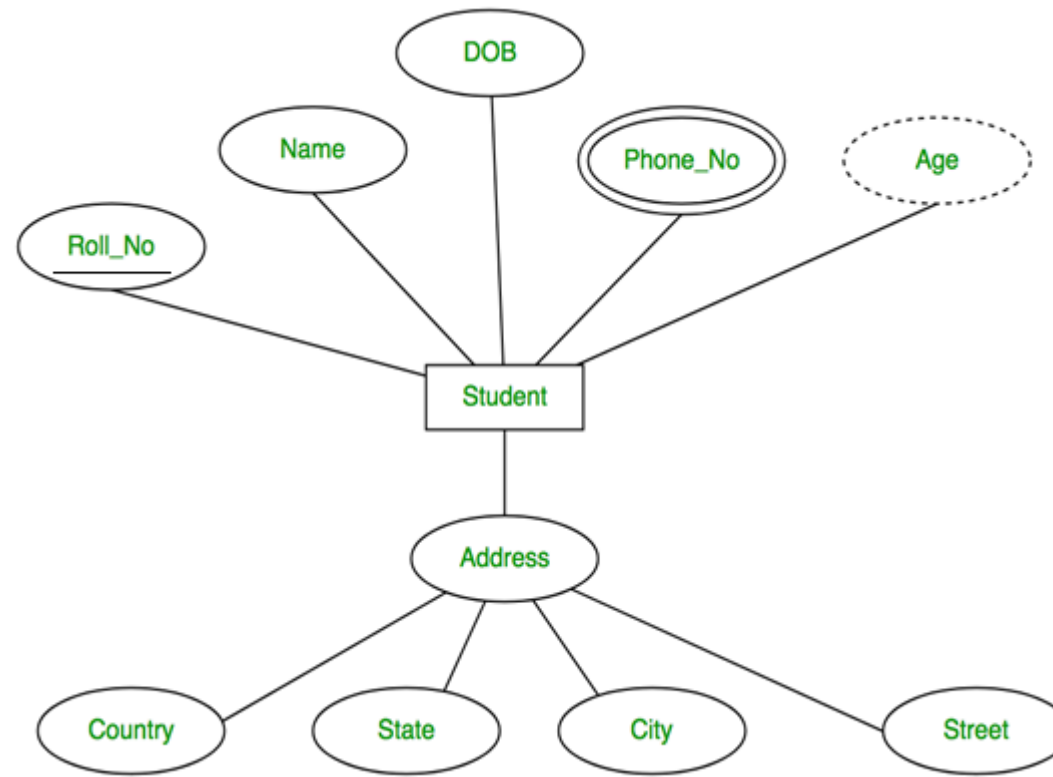 DOB
Name
Phone_No
Age
Roll_No
Student
Address
Country
State
City
Street